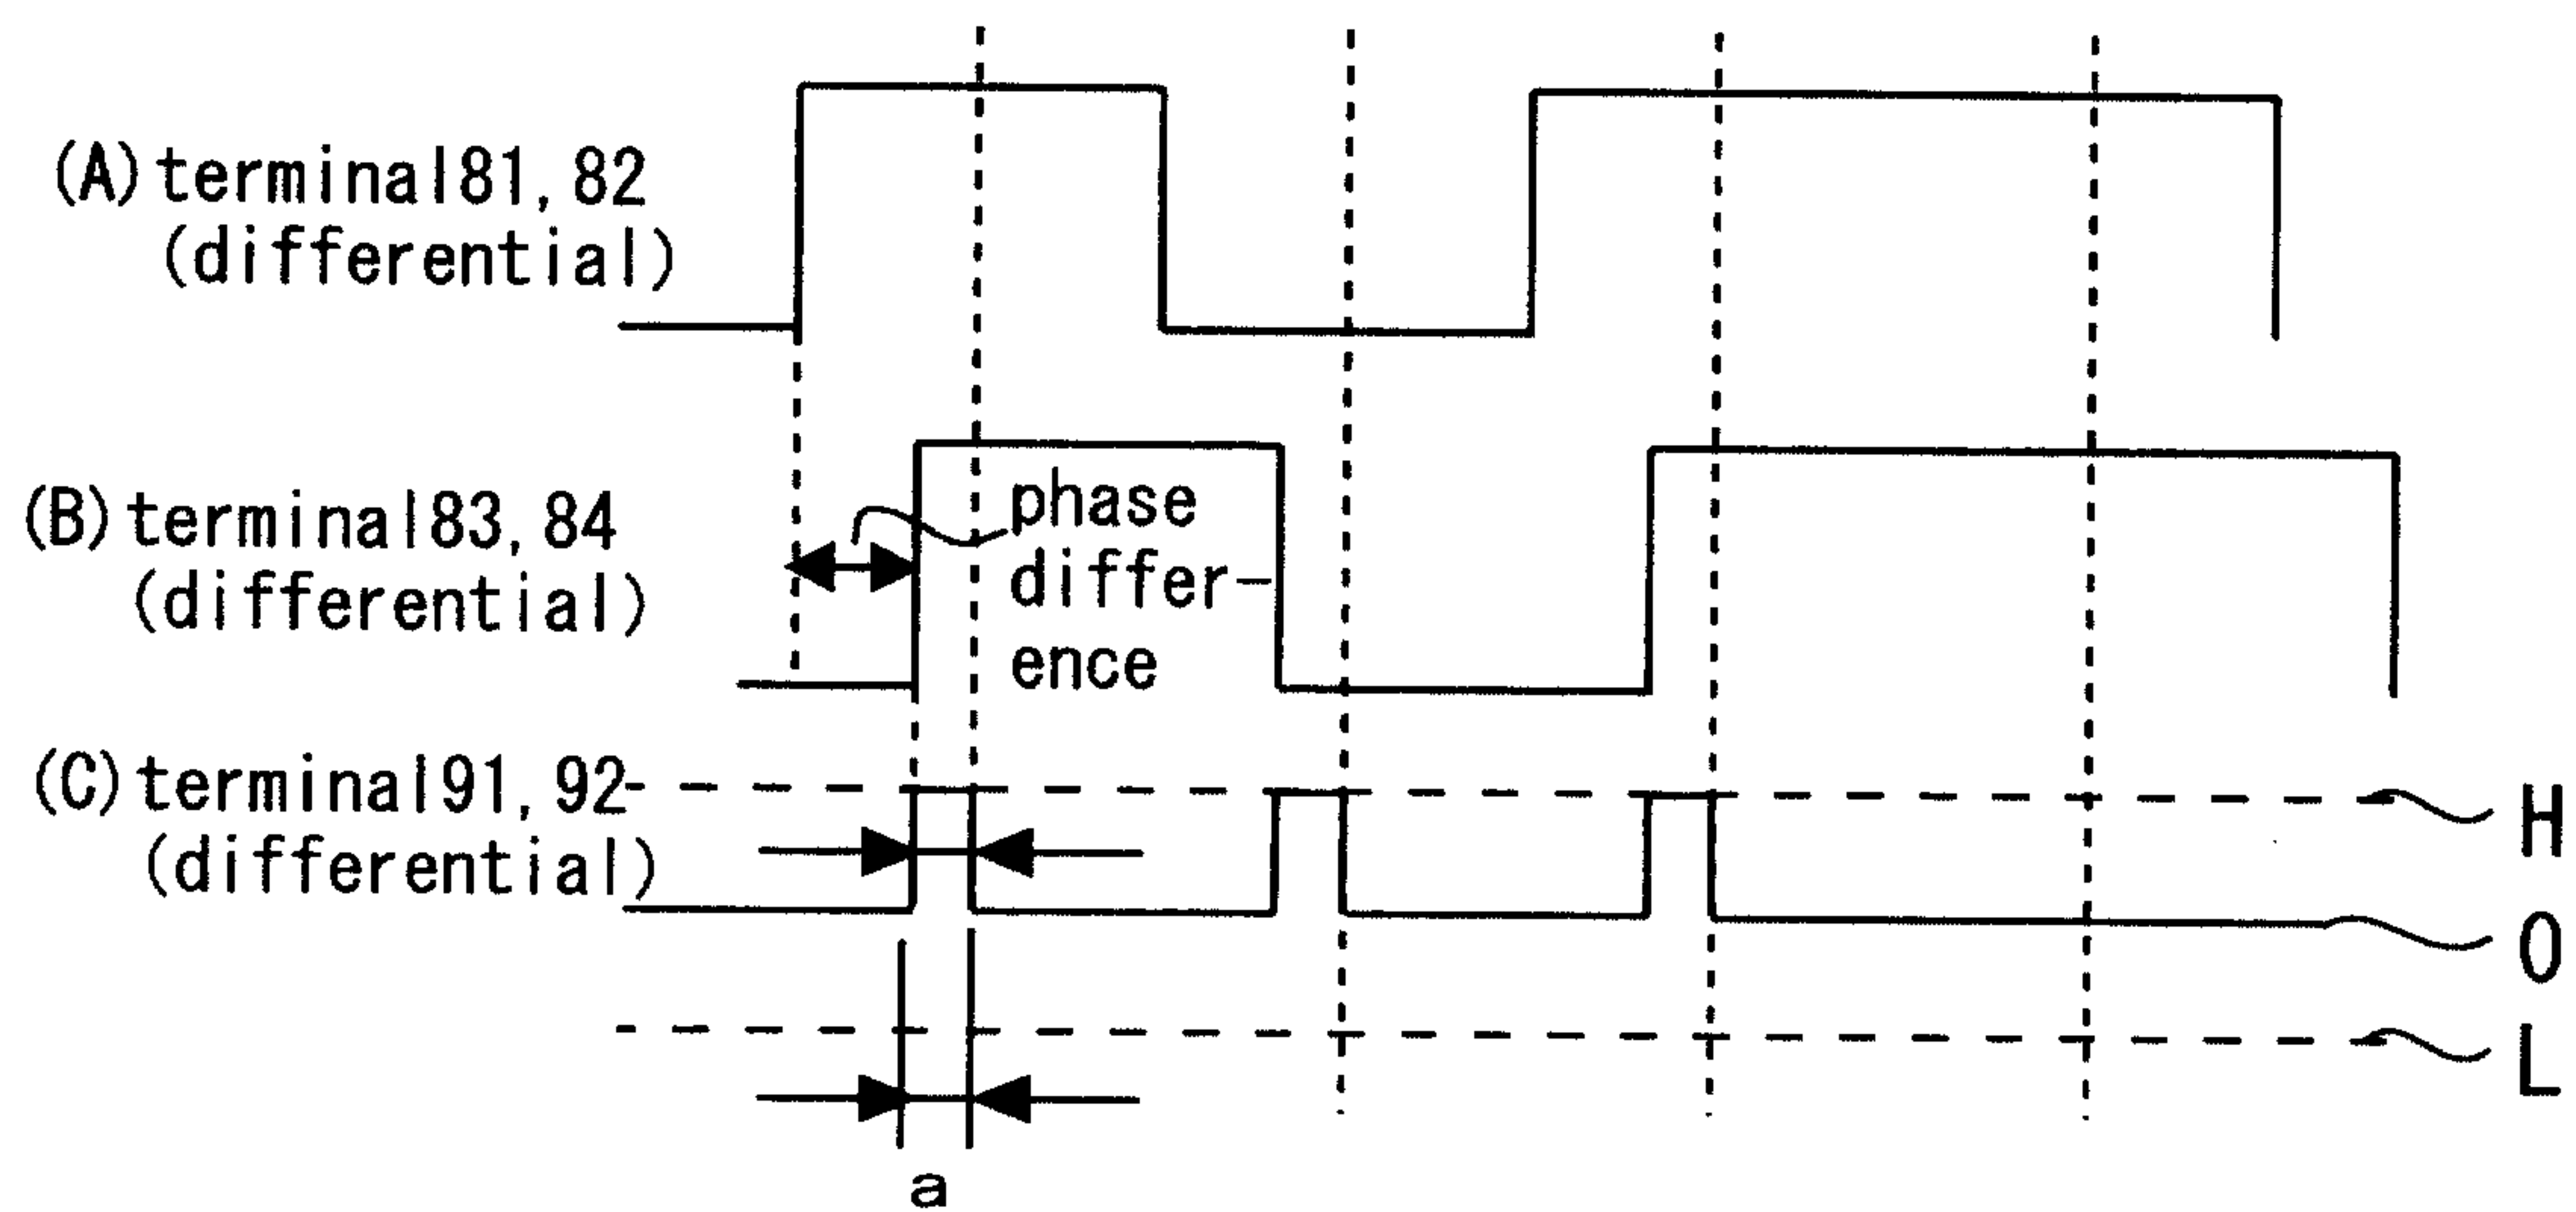 (A) terminal81, 82
(differential)
(B) terminal83, 84
(differential)
phase
differ-
ence
(C) terminal91, 92
(differential)
H
0
L
a